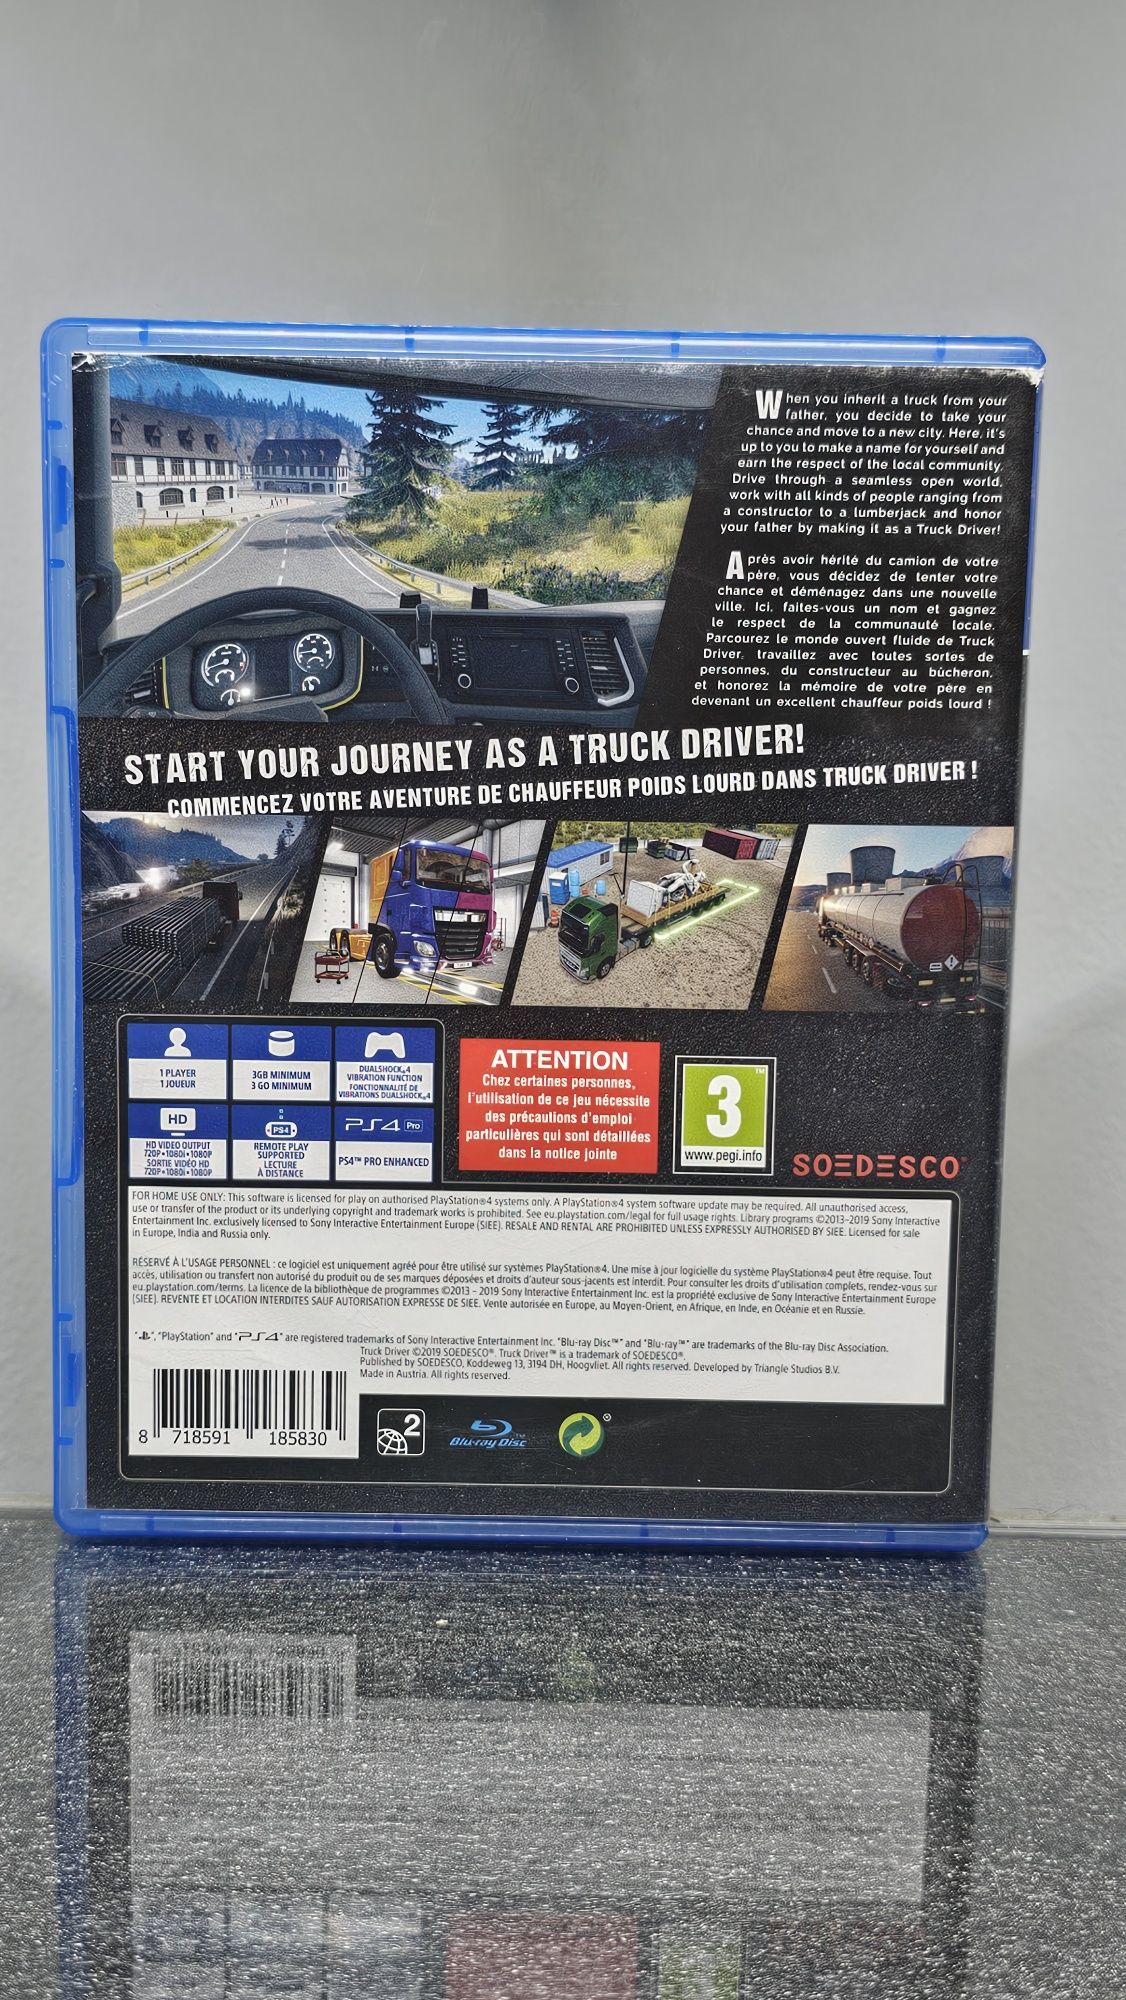 When you inherit a truck from your
father, you decide to take your
chance and move to a new city. Here, it's
up to you to make a name for yourself and
earn the respect of the local community.
Drive through a seamless open world,
work with all kinds of people ranging from
a constructor to a lumberjack and honor
your father by making it as a Truck Driver!
Après avoir hérité du camion de votre
père, vous décidez de tenter votre
chance et déménagez dans une nouvelle
ville. Ici, faites-vous un nom et gagnez
le respect de la communauté locale.
Parcourez le monde ouvert fluide de Truck
Driver, travaillez avec toutes sortes de
personnes, du constructeur au bûcheron,
et honorez la mémoire de votre père en
devenant un excellent chauffeur poids lourd !
START YOUR JOURNEY AS A TRUCK DRIVER!
COMMENCEZ VOTRE AVENTURE DE CHAUFFEUR POIDS LOURD DANS TRUCK DRIVER !
1 PLAYER
1 JOUEUR
3GB MINIMUM
3 GO MINIMUM
DUALSHOCK®4
VIBRATION FUNCTION
FONCTIONNALITÉ DE
VIBRATIONS DUALSHOCK®4
HD
HD VIDEO OUTPUT
720P•1080i•1080P
SORTIE VIDÉO HD
720P•1080i•1080P
PS4
REMOTE PLAY
SUPPORTED
LECTURE
À DISTANCE
PS4 Pro
PS4™ PRO ENHANCED
ATTENTION
Chez certaines personnes,
l'utilisation de ce jeu nécessite
des précautions d'emploi
particulières qui sont détaillées
dans la notice jointe
3™
www.pegi.info
SOEDESCO®
FOR HOME USE ONLY: This software is licensed for play on authorised PlayStation®4 systems only. A PlayStation®4 system software update may be required. All unauthorised access,
use or transfer of the product or its underlying copyright and trademark works is prohibited. See eu.playstation.com/legal for full usage rights. Library programs ©2013-2019 Sony Interactive
Entertainment Inc. exclusively licensed to Sony Interactive Entertainment Europe (SIEE). RESALE AND RENTAL ARE PROHIBITED UNLESS EXPRESSLY AUTHORISED BY SIEE. Licensed for sale
in Europe, India and Russia only.
RÉSERVÉ À L'USAGE PERSONNEL : ce logiciel est uniquement agréé pour être utilisé sur systèmes PlayStation®4. Une mise à jour logicielle du système PlayStation®4 peut être requise. Tout
accès, utilisation ou transfert non autorisé du produit ou de ses marques déposées et droits d'auteur sous-jacents est interdit. Pour consulter les droits d'utilisation complets, rendez-vous sur
eu.playstation.com/terms. La licence de la bibliothèque de programmes ©2013 - 2019 Sony Interactive Entertainment Inc. est la propriété exclusive de Sony Interactive Entertainment Europe
(SIEE). REVENTE ET LOCATION INTERDITES SAUF AUTORISATION EXPRESSE DE SIEE. Vente autorisée en Europe, au Moyen-Orient, en Afrique, en Inde, en Océanie et en Russie.
"PlayStation" and "PS4" are registered trademarks of Sony Interactive Entertainment Inc. "Blu-ray Disc™" and "Blu-ray™" are trademarks of the Blu-ray Disc Association.
Truck Driver ©2019 SOEDESCO®. Truck Driver™ is a trademark of SOEDESCO®.
Published by SOEDESCO, Koddeweg 13, 3194 DH, Hoogvliet. All rights reserved. Developed by Triangle Studios B.V.
Made in Austria. All rights reserved.
8 718591 185830
2
Blu-ray Disc™
®